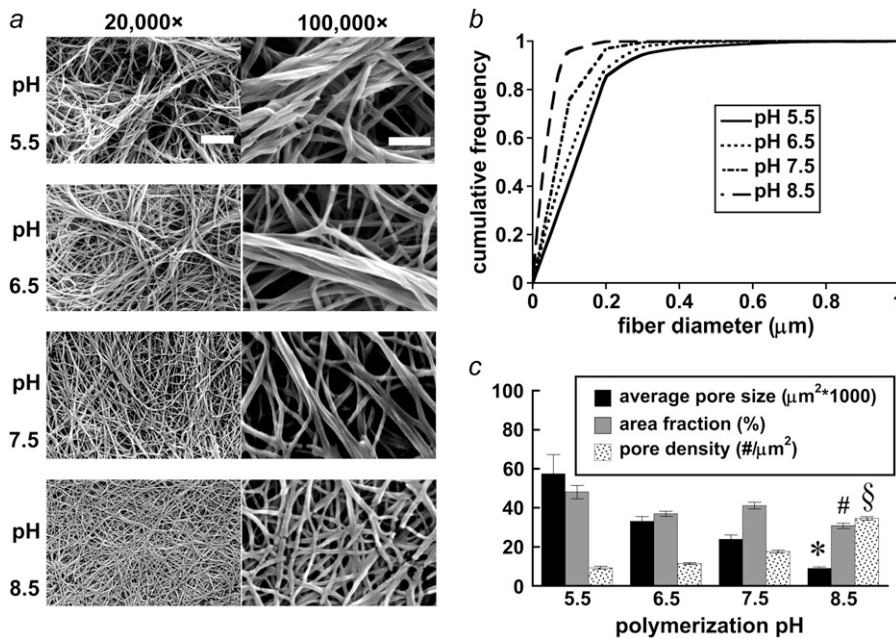 a
20,000×
100,000×
pH
5.5
pH
6.5
pH
7.5
pH
8.5
b
cumulative frequency
1
0.8
0.6
0.4
0.2
0
pH 5.5
pH 6.5
pH 7.5
pH 8.5
0
0.2
0.4
0.6
0.8
1
fiber diameter (μm)
c
average pore size (μm²*1000)
area fraction (%)
pore density (#/μm²)
100
80
60
40
20
0
* # §
5.5
6.5
7.5
8.5
polymerization pH